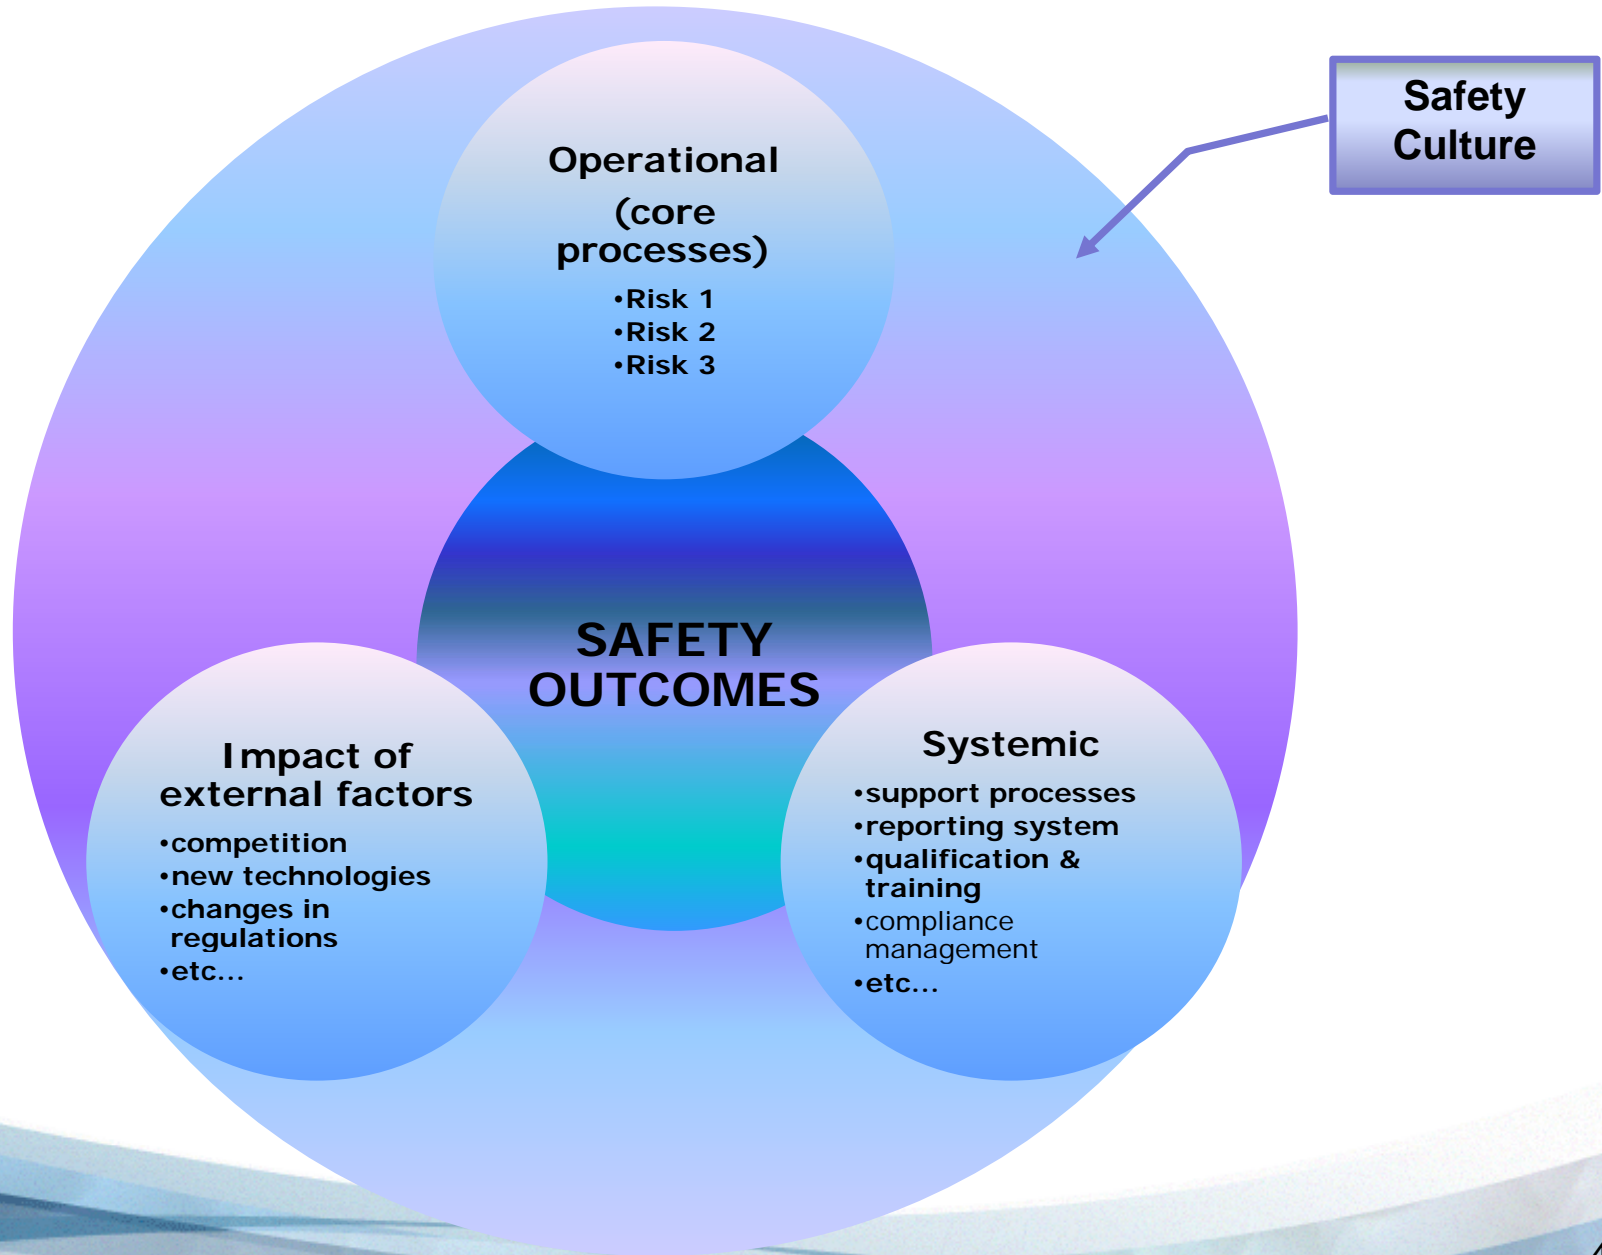 Safety
Culture
Operational
(core
processes)
•Risk 1
•Risk 2
•Risk 3
SAFETY
OUTCOMES
Impact of
external factors
•competition
•new technologies
•changes in
regulations
•etc...
Systemic
•support processes
•reporting system
•qualification &
training
•compliance
management
•etc...